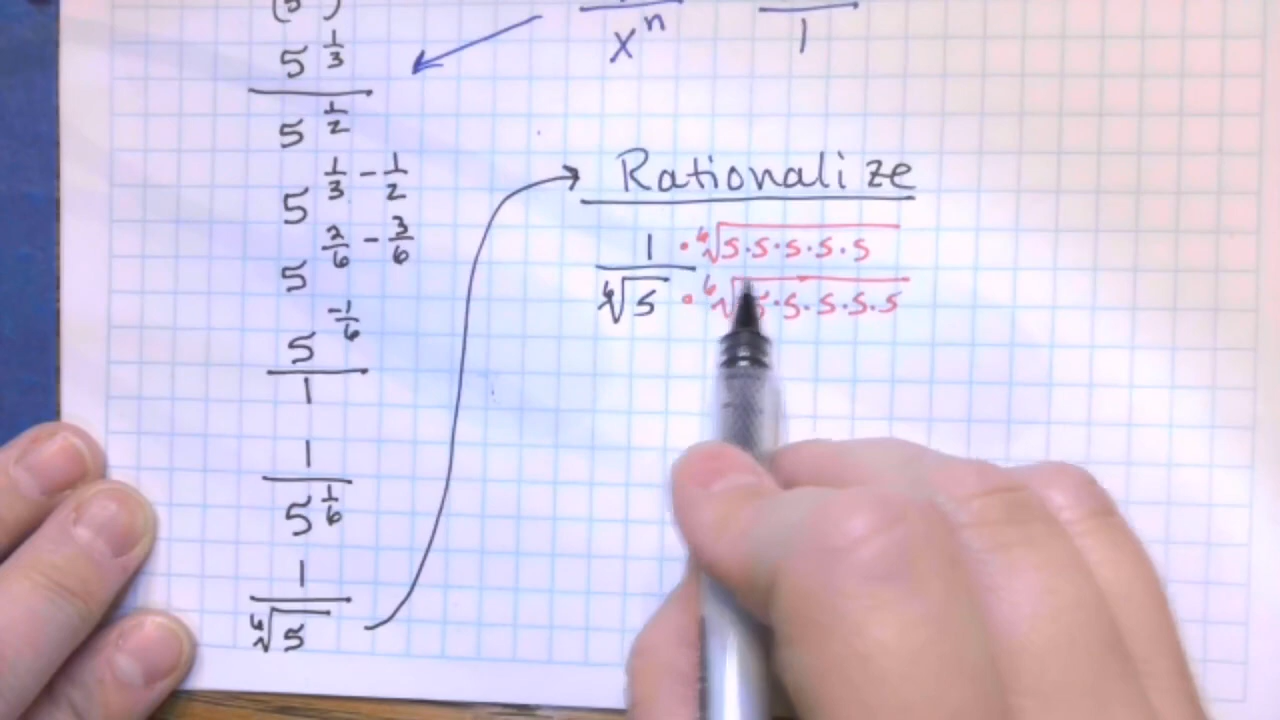 5^(1/3)
5^(1/2)
5^(1/3 - 1/2)
5^(2/6 - 3/6)
5^(-1/6)
1
1
5^(1/6)
1
⁶√5
x^n
1
Rationalize
1 · ⁶√5·5·5·5·5
⁶√5 · ⁶√5·5·5·5·5